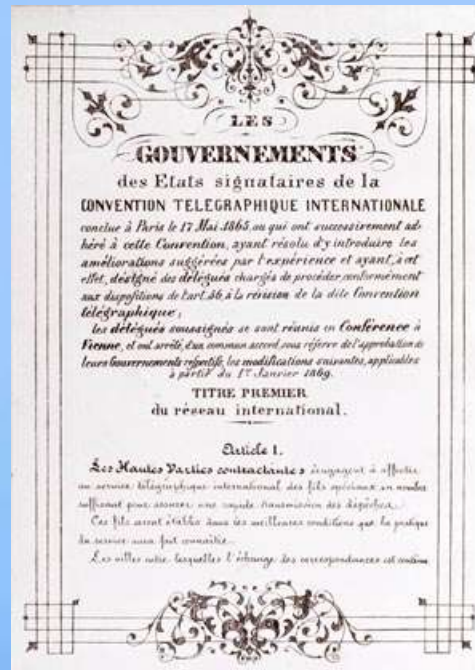 LES
GOUVERNEMENTS
des Etats signataires de la
CONVENTION TELEGRAPHIQUE INTERNATIONALE
conclue à Paris le 17 Mai 1865 ou qui ont successivement ad-
héré à cette Convention, ayant résolu d'y introduire les
améliorations suggérées par l'expérience et ayant, à cet
effet, désigné des délégués chargés de procéder, conformément
aux dispositions de l'art. 56, à la révision de la dite Convention
télégraphique;
les délégués soussignés se sont réunis en Conférence à
Vienne, et ont arrêté, d'un commun accord, sous réserve de l'approbation de
leurs Gouvernements respectifs, les modifications suivantes, applicables
à partir du 1er Janvier 1869.
TITRE PREMIER
du réseau international.
Article 1.
Les Hautes Parties contractantes s'engagent à affecter
au service télégraphique international des fils spéciaux en nombre
suffisant pour assurer une rapide transmission des dépêches.
Ces fils seront établis dans les meilleures conditions que la pratique
du service aura fait connaître.
Les villes entre lesquelles l'échange des correspondances est continu